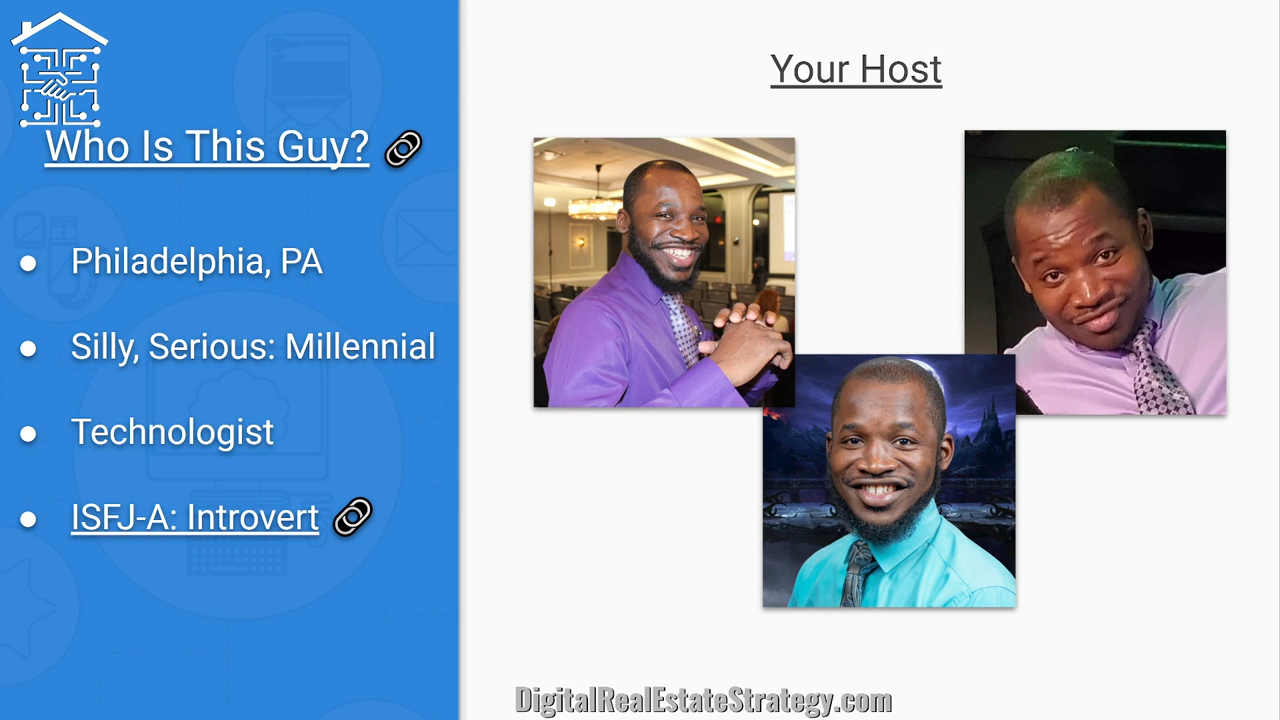 Who Is This Guy?
Philadelphia, PA
Silly, Serious: Millennial
Technologist
ISFJ-A: Introvert
Your Host
DigitalRealEstateStrategy.com